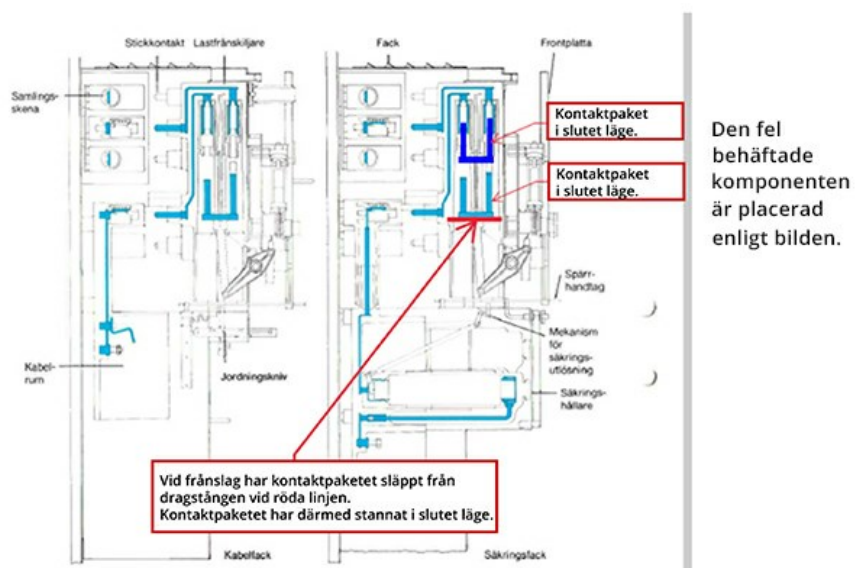 Stickkontakt
Lastfrånskiljare
Fack
Frontplatta
Samlings-
skena
Kontaktpaket
i slutet läge.
Kontaktpaket
i slutet läge.
Den fel
behäftade
komponenten
är placerad
enligt bilden.
Spärr-
handtag
Mekanism
för
säkrings-
utlösning
Kabel-
rum
Jordningskniv
Säkrings-
hållare
Vid frånslag har kontaktpaketet släppt från
dragstången vid röda linjen.
Kontaktpaketet har därmed stannat i slutet läge.
Kabelfack
Säkringsfack